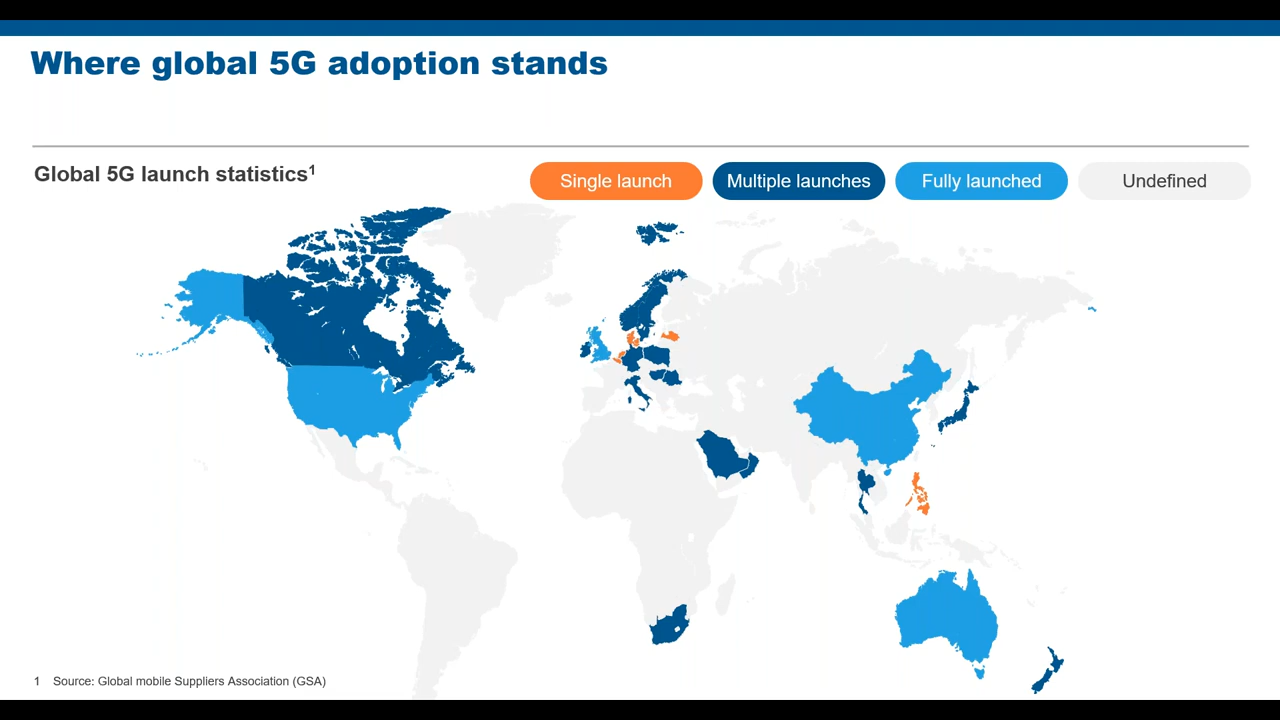 Where global 5G adoption stands
Global 5G launch statistics¹
Single launch
Multiple launches
Fully launched
Undefined
1 Source: Global mobile Suppliers Association (GSA)